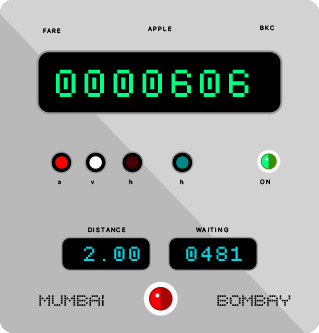 FARE APPLE BKC
0000606
s v h h ON
DISTANCE WAITING
2.00 0481
MUMBAI BOMBAY